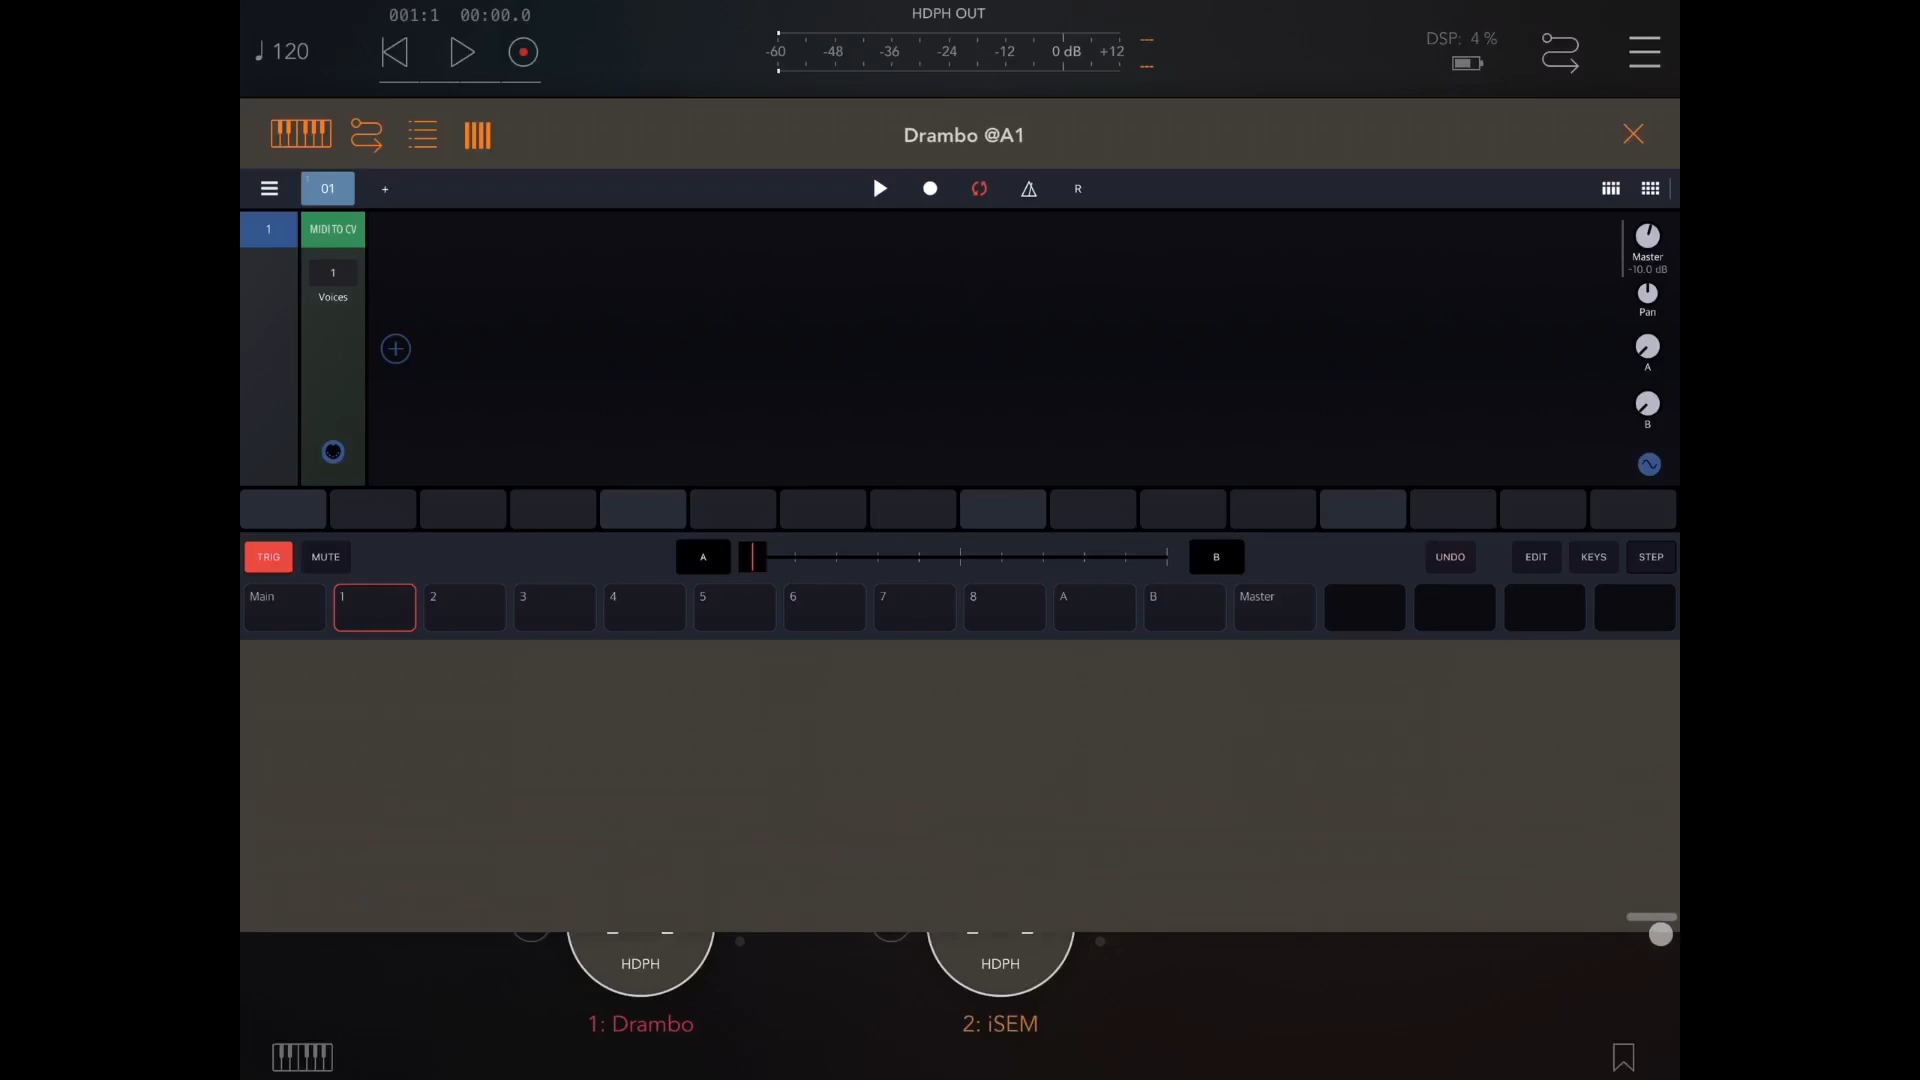 001:1 00:00.0
HDPH OUT
120
-60 -48 -36 -24 -12 0 dB +12
DSP: 4 %
Drambo @A1
1 01 +
R
1
MIDI TO CV
1
Voices
Master
-10.0 dB
Pan
A
B
TRIG MUTE A B UNDO EDIT KEYS STEP
Main 1 2 3 4 5 6 7 8 A B Master
HDPH HDPH
1: Drambo 2: iSEM